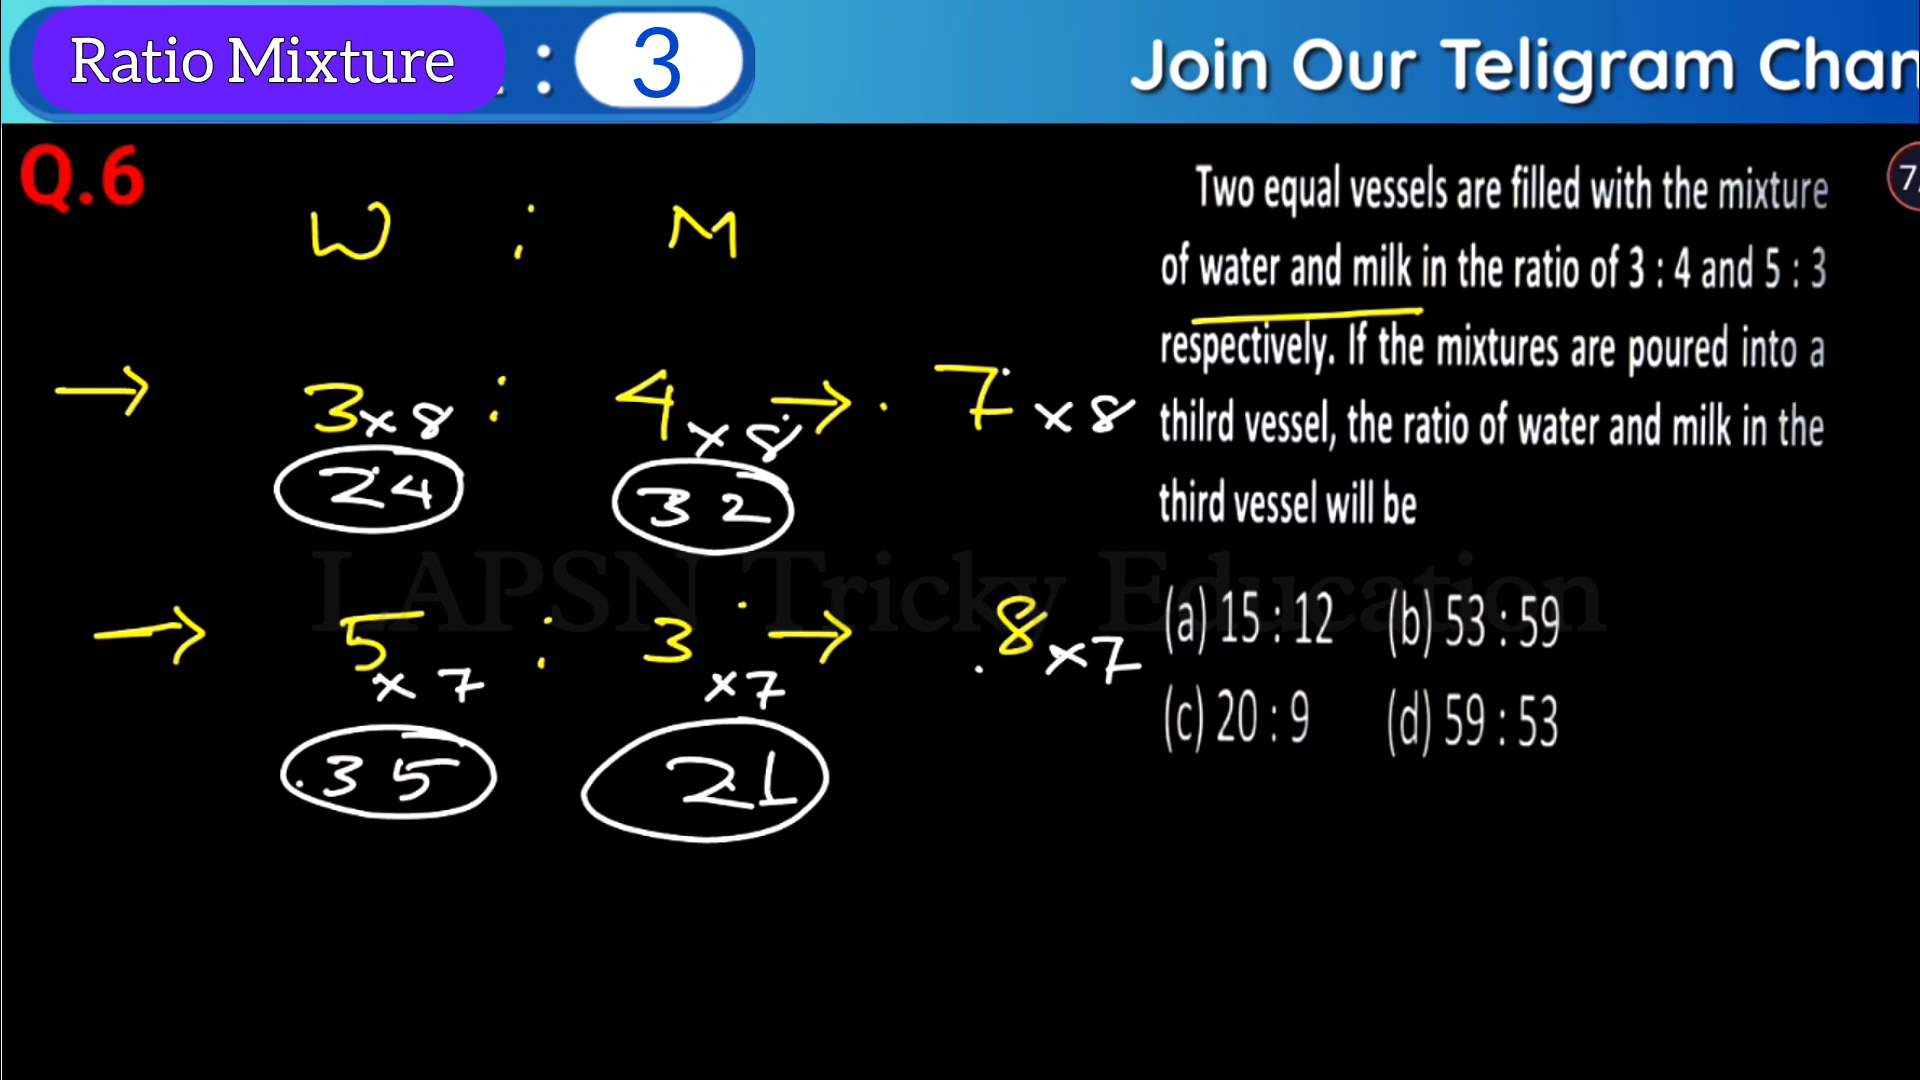 Ratio Mixture : 3
Join Our Teligram Chan
Q.6
W : M
3 x 8 : 4 x 8 → 7 x 8
24 32
5 x 7 : 3 x 7 → 8 x 7
35 21
Two equal vessels are filled with the mixture
of water and milk in the ratio of 3 : 4 and 5 : 3
respectively. If the mixtures are poured into a
thilrd vessel, the ratio of water and milk in the
third vessel will be
(a) 15 : 12 (b) 53 : 59
(c) 20 : 9 (d) 59 : 53
LAPSN Tricky Education
7